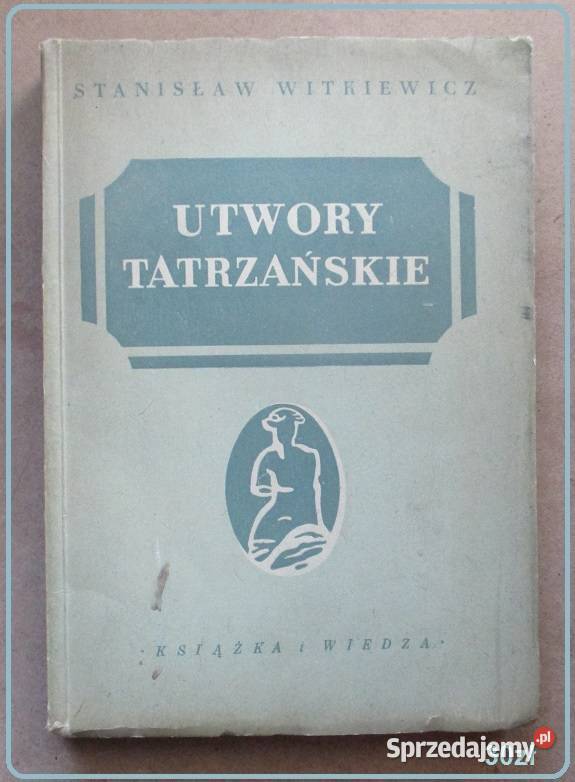 STANISŁAW WITKIEWICZ
UTWORY
TATRZAŃSKIE
· KSIĄŻKA i WIEDZA ·
Sprzedajemy.pl